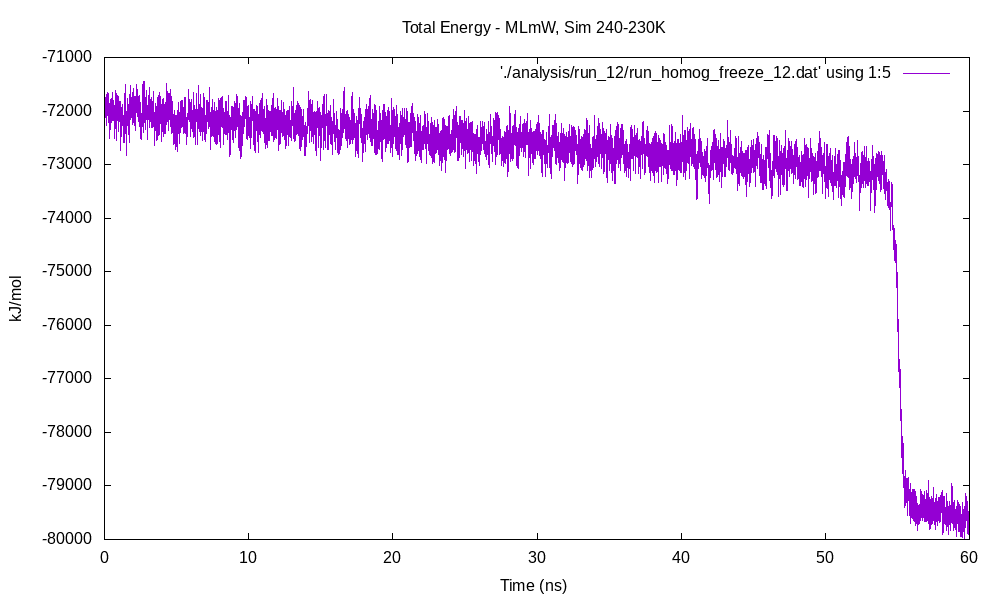 Total Energy - MLmW, Sim 240-230K
'./analysis/run_12/run_homog_freeze_12.dat' using 1:5
-71000
-72000
-73000
-74000
-75000
-76000
-77000
-78000
-79000
-80000
kJ/mol
0 10 20 30 40 50 60
Time (ns)